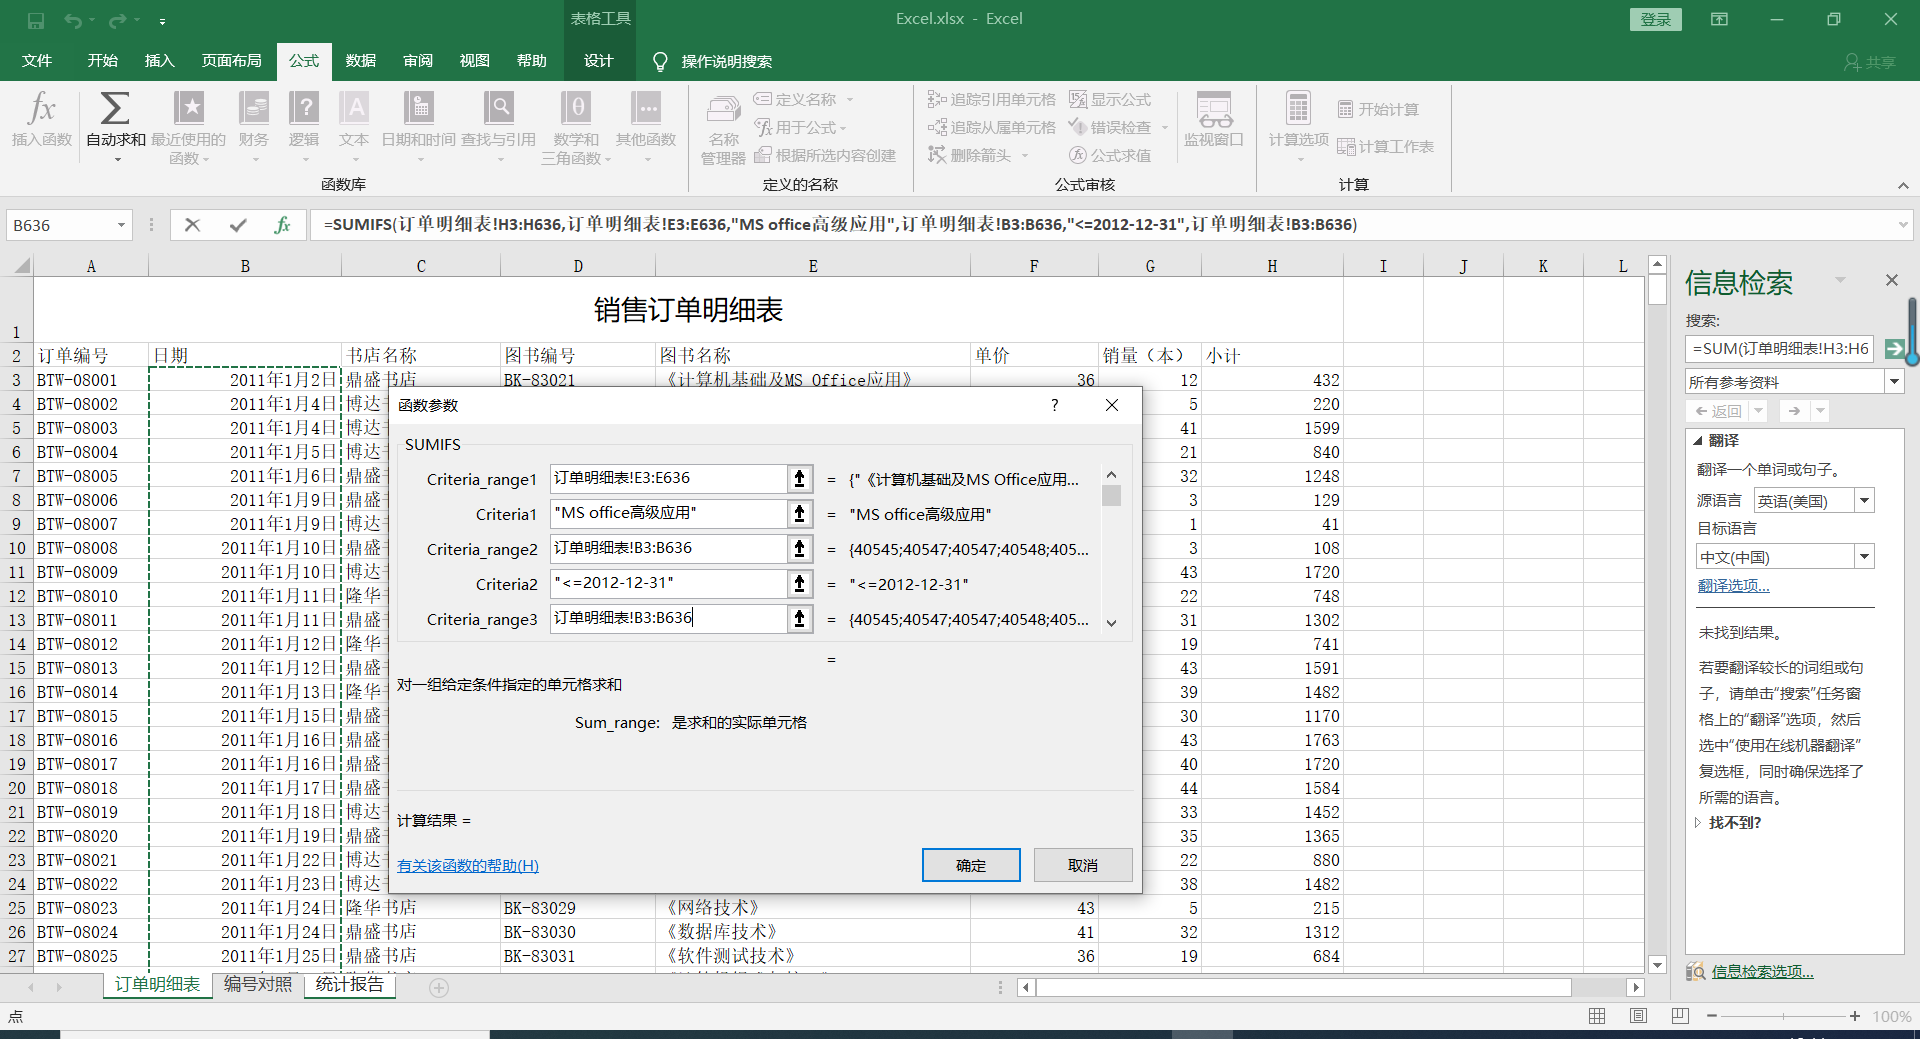 表格工具
Excel.xlsx - Excel
登录
文件 开始 插入 页面布局 公式 数据 审阅 视图 帮助 设计 操作说明搜索 共享
插入函数
自动求和
最近使用的函数
财务
逻辑
文本
日期和时间
查找与引用
数学和三角函数
其他函数
函数库
名称管理器
定义名称
用于公式
根据所选内容创建
定义的名称
追踪引用单元格
追踪从属单元格
删除箭头
显示公式
错误检查
公式求值
公式审核
监视窗口
计算选项
开始计算
计算工作表
计算
B636
=SUMIFS(订单明细表!H3:H636,订单明细表!E3:E636,"MS office高级应用",订单明细表!B3:B636,"<=2012-12-31",订单明细表!B3:B636)
A B C D E F G H I J K L
1 销售订单明细表
2 订单编号 日期 书店名称 图书编号 图书名称 单价 销量（本） 小计
3 BTW-08001 2011年1月2日 鼎盛书店 BK-83021 《计算机基础及MS Office应用》 36 12 432
4 BTW-08002 2011年1月4日 博达 5 220
5 BTW-08003 2011年1月4日 博达 41 1599
6 BTW-08004 2011年1月5日 博达 21 840
7 BTW-08005 2011年1月6日 鼎盛 32 1248
8 BTW-08006 2011年1月9日 鼎盛 3 129
9 BTW-08007 2011年1月9日 博达 1 41
10 BTW-08008 2011年1月10日 鼎盛 3 108
11 BTW-08009 2011年1月10日 博达 43 1720
12 BTW-08010 2011年1月11日 隆华 22 748
13 BTW-08011 2011年1月11日 鼎盛 31 1302
14 BTW-08012 2011年1月12日 隆华 19 741
15 BTW-08013 2011年1月12日 鼎盛 43 1591
16 BTW-08014 2011年1月13日 隆华 39 1482
17 BTW-08015 2011年1月15日 鼎盛 30 1170
18 BTW-08016 2011年1月16日 鼎盛 43 1763
19 BTW-08017 2011年1月16日 鼎盛 40 1720
20 BTW-08018 2011年1月17日 鼎盛 44 1584
21 BTW-08019 2011年1月18日 博达 33 1452
22 BTW-08020 2011年1月19日 鼎盛 35 1365
23 BTW-08021 2011年1月22日 博达 22 880
24 BTW-08022 2011年1月23日 博达 38 1482
25 BTW-08023 2011年1月24日 隆华书店 BK-83029 《网络技术》 43 5 215
26 BTW-08024 2011年1月24日 鼎盛书店 BK-83030 《数据库技术》 41 32 1312
27 BTW-08025 2011年1月25日 鼎盛书店 BK-83031 《软件测试技术》 36 19 684
函数参数 ?
SUMIFS
Criteria_range1 订单明细表!E3:E636 = {"《计算机基础及MS Office应用...
Criteria1 "MS office高级应用" = "MS office高级应用"
Criteria_range2 订单明细表!B3:B636 = {40545;40547;40547;40548;405...
Criteria2 "<=2012-12-31" = "<=2012-12-31"
Criteria_range3 订单明细表!B3:B636 = {40545;40547;40547;40548;405...
=
对一组给定条件指定的单元格求和
Sum_range: 是求和的实际单元格
计算结果 =
有关该函数的帮助(H)
确定 取消
信息检索
搜索:
=SUM(订单明细表!H3:H6
所有参考资料
返回
翻译
翻译一个单词或句子。
源语言 英语(美国)
目标语言
中文(中国)
翻译选项...
未找到结果。
若要翻译较长的词组或句
子，请单击“搜索”任务窗
格上的“翻译”选项，然后
选中“使用在线机器翻译”
复选框，同时确保选择了
所需的语言。
找不到?
信息检索选项...
订单明细表 编号对照 统计报告
点
100%